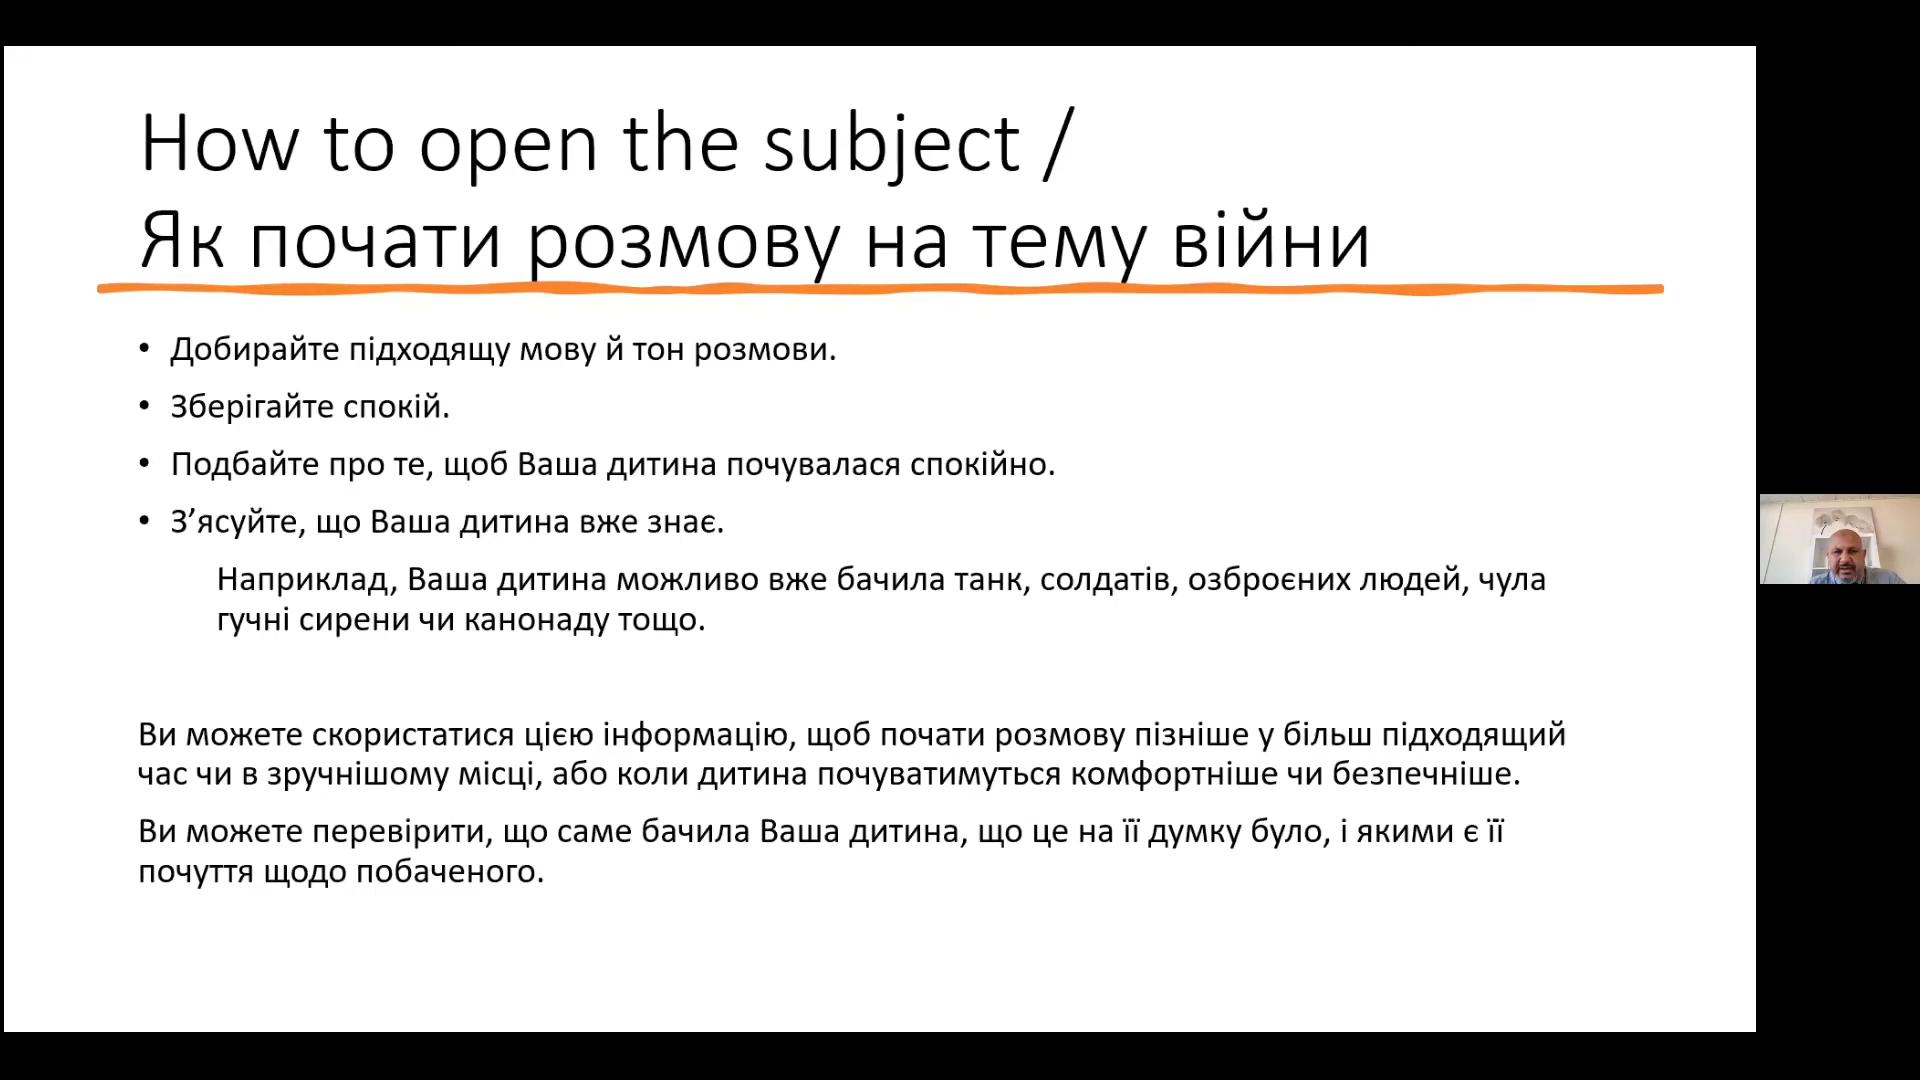 How to open the subject /
Як почати розмову на тему війни
• Добирайте підходящу мову й тон розмови.
• Зберігайте спокій.
• Подбайте про те, щоб Ваша дитина почувалася спокійно.
• З’ясуйте, що Ваша дитина вже знає.
Наприклад, Ваша дитина можливо вже бачила танк, солдатів, озброєних людей, чула
гучні сирени чи канонаду тощо.
Ви можете скористатися цією інформацію, щоб почати розмову пізніше у більш підходящий
час чи в зручнішому місці, або коли дитина почуватимуться комфортніше чи безпечніше.
Ви можете перевірити, що саме бачила Ваша дитина, що це на її думку було, і якими є її
почуття щодо побаченого.